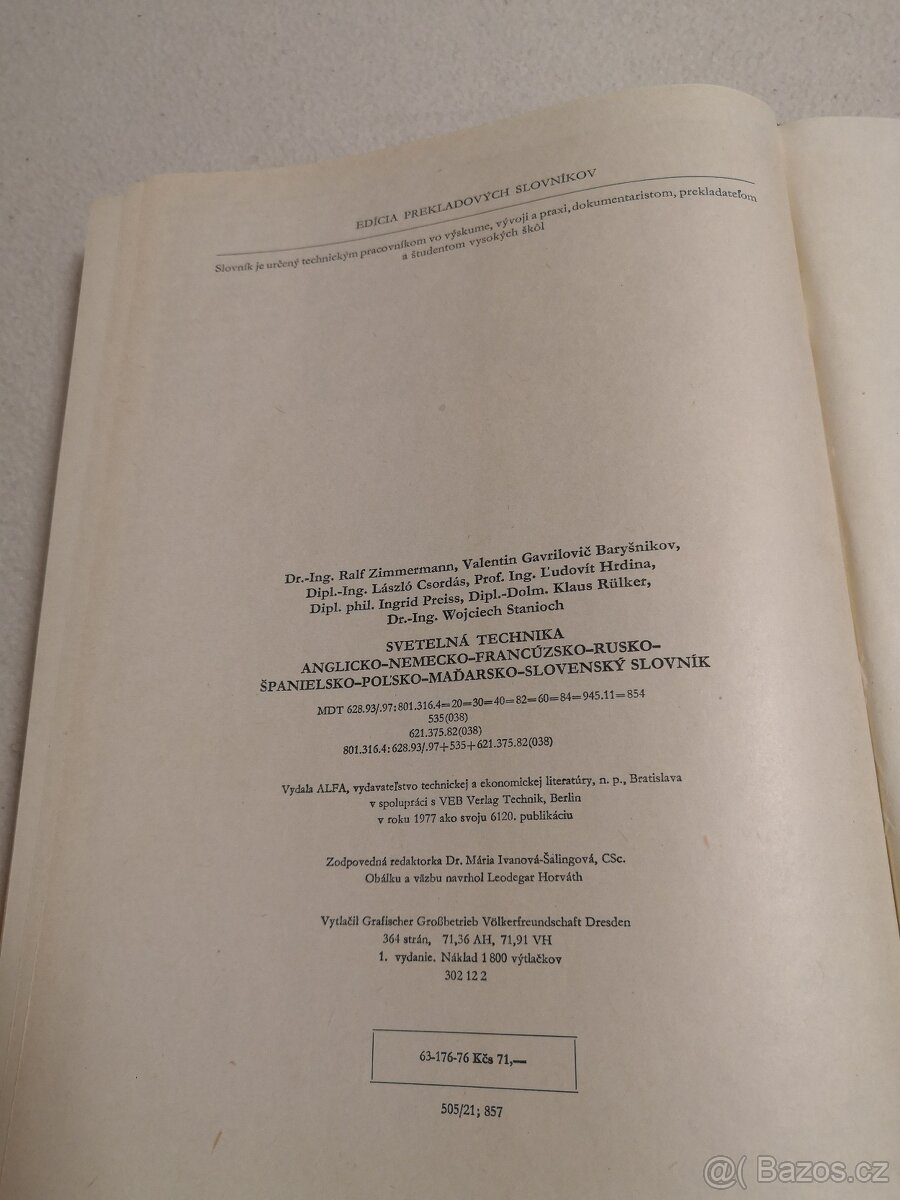 EDÍCIA PREKLADOVÝCH SLOVNÍKOV
Slovník je určený technickým pracovníkom vo výskume, vývoji a praxi, dokumentaristom, prekladateľom
a študentom vysokých škôl
Dr.-Ing. Ralf Zimmermann, Valentin Gavrilovič Baryšnikov,
Dipl.-Ing. László Csordás, Prof. Ing. Ľudovít Hrdina,
Dipl. phil. Ingrid Preiss, Dipl.-Dolm. Klaus Rülker,
Dr.-Ing. Wojciech Stanioch
SVETELNÁ TECHNIKA
ANGLICKO–NEMECKO–FRANCÚZSKO–RUSKO–
ŠPANIELSKO–POĽSKO–MAĎARSKO–SLOVENSKÝ SLOVNÍK
MDT 628.93/.97:801.316.4=20=30=40=82=60=84=945.11=854
535(038)
621.375.82(038)
801.316.4:628.93/.97+535+621.375.82(038)
Vydala ALFA, vydavateľstvo technickej a ekonomickej literatúry, n. p., Bratislava
v spolupráci s VEB Verlag Technik, Berlin
v roku 1977 ako svoju 6120. publikáciu
Zodpovedná redaktorka Dr. Mária Ivanová-Šalingová, CSc.
Obálku a väzbu navrhol Leodegar Horváth
Vytlačil Grafischer Großbetrieb Völkerfreundschaft Dresden
364 strán, 71,36 AH, 71,91 VH
1. vydanie. Náklad 1 800 výtlačkov
302 12 2
63-176-76 Kčs 71,—
505/21; 857
@( Bazos.cz